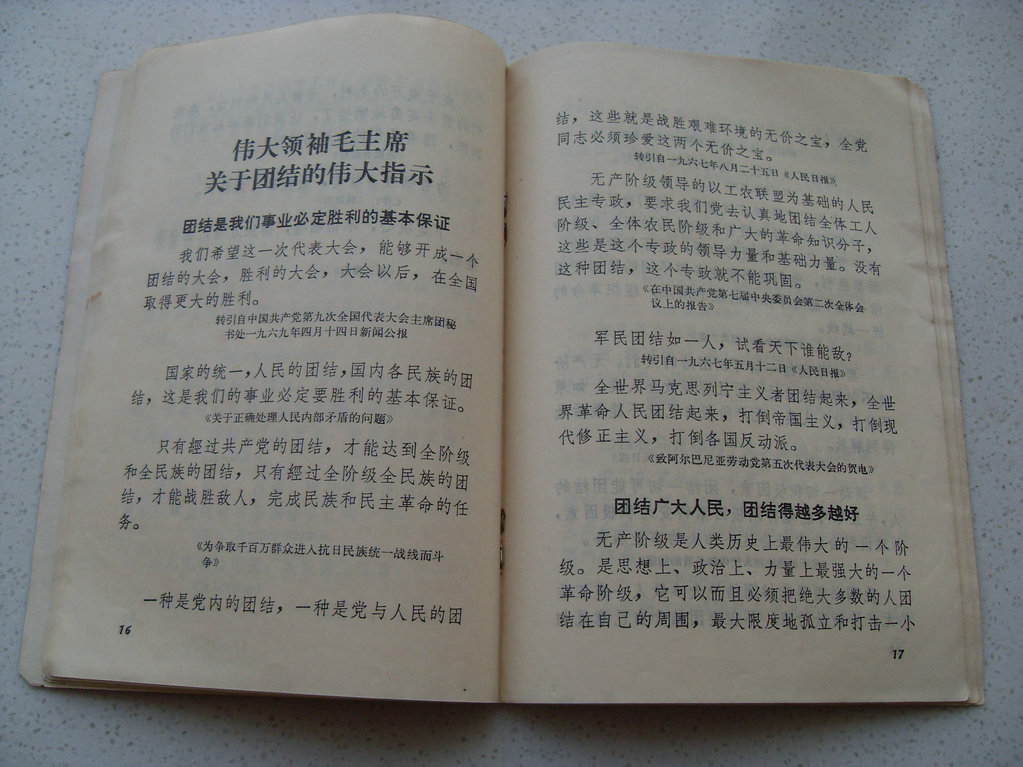 伟大领袖毛主席
关于团结的伟大指示
团结是我们事业必定胜利的基本保证
我们希望这一次代表大会，能够开成一个
团结的大会，胜利的大会，大会以后，在全国
取得更大的胜利。
转引自中国共产党第九次全国代表大会主席团秘
书处一九六九年四月十四日新闻公报
国家的统一，人民的团结，国内各民族的团
结，这是我们的事业必定要胜利的基本保证。
《关于正确处理人民内部矛盾的问题》
只有經过共产党的团结，才能达到全阶级
和全民族的团结，只有經过全阶级全民族的团
结，才能战胜敌人，完成民族和民主革命的任
务。
《为争取千百万群众进入抗日民族统一战线而斗
争》
一种是党内的团结，一种是党与人民的团
16
结，这些就是战胜艰难环境的无价之宝，全党
同志必须珍爱这两个无价之宝。
转引自一九六七年八月二十五日《人民日报》
无产阶级领导的以工农联盟为基础的人民
民主专政，要求我们党去认真地团结全体工人
阶级、全体农民阶级和广大的革命知识分子，
这些是这个专政的领导力量和基础力量。没有
这种团结，这个专政就不能巩固。
《在中国共产党第七届中央委员会第二次全体会
议上的报告》
军民团结如一人，试看天下谁能敌？
转引自一九六七年五月十二日《人民日报》
全世界马克思列宁主义者团结起来，全世
界革命人民团结起来，打倒帝国主义，打倒现
代修正主义，打倒各国反动派。
《致阿尔巴尼亚劳动党第五次代表大会的贺电》
团结广大人民，团结得越多越好
无产阶级是人类历史上最伟大的一个阶
级。是思想上、政治上、力量上最强大的一个
革命阶级，它可以而且必须把绝大多数的人团
结在自己的周围，最大限度地孤立和打击一小
17